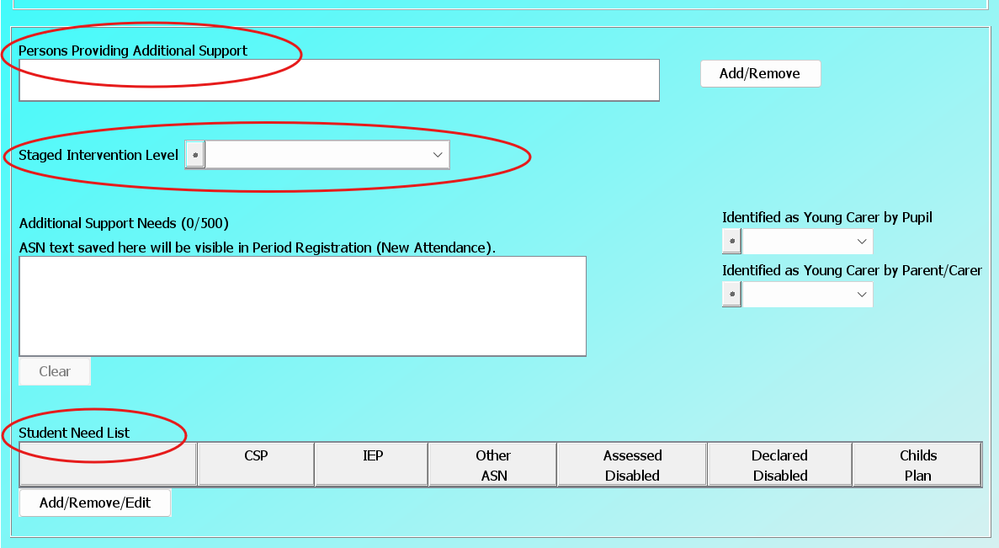 Persons Providing Additional Support
Add/Remove
Staged Intervention Level
Additional Support Needs (0/500)
ASN text saved here will be visible in Period Registration (New Attendance).
Identified as Young Carer by Pupil
Identified as Young Carer by Parent/Carer
Clear
Student Need List
CSP IEP Other Assessed Declared Childs
ASN Disabled Disabled Plan
Add/Remove/Edit